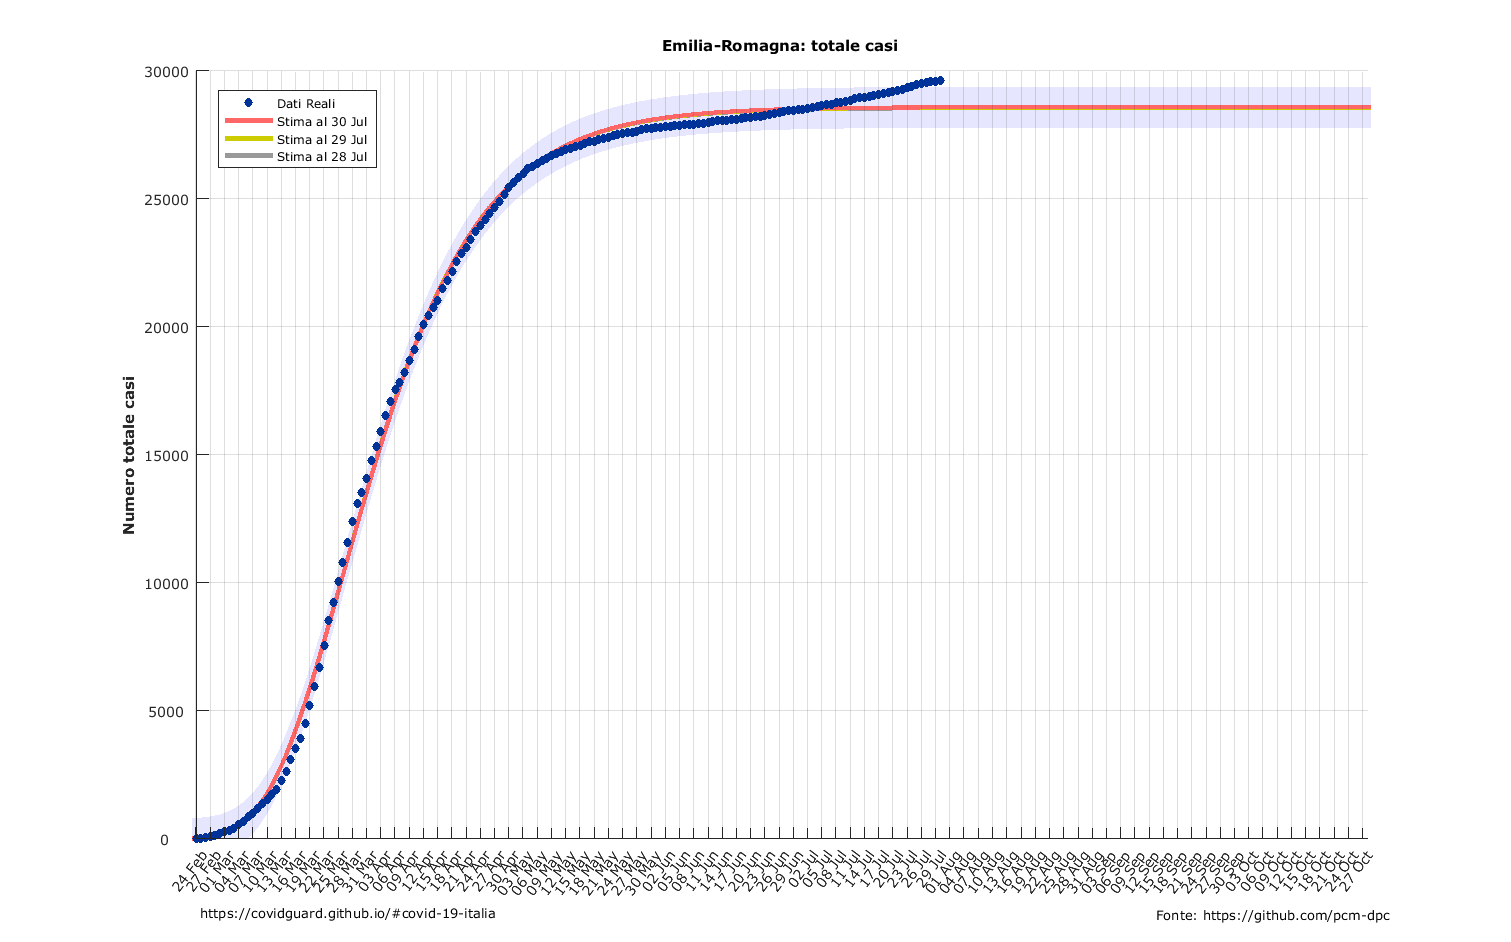 Emilia-Romagna: totale casi
30000
25000
20000
15000
10000
5000
0
Numero totale casi
Dati Reali
Stima al 30 Jul
Stima al 29 Jul
Stima al 28 Jul
24 Feb
27 Feb
01 Mar
04 Mar
07 Mar
10 Mar
13 Mar
16 Mar
19 Mar
22 Mar
25 Mar
28 Mar
31 Mar
03 Apr
06 Apr
09 Apr
12 Apr
15 Apr
18 Apr
21 Apr
24 Apr
27 Apr
30 Apr
03 May
06 May
09 May
12 May
15 May
18 May
21 May
24 May
27 May
30 May
02 Jun
05 Jun
08 Jun
11 Jun
14 Jun
17 Jun
20 Jun
23 Jun
26 Jun
29 Jun
02 Jul
05 Jul
08 Jul
11 Jul
14 Jul
17 Jul
20 Jul
23 Jul
26 Jul
29 Jul
01 Aug
04 Aug
07 Aug
10 Aug
13 Aug
16 Aug
19 Aug
22 Aug
25 Aug
28 Aug
31 Aug
03 Sep
06 Sep
09 Sep
12 Sep
15 Sep
18 Sep
21 Sep
24 Sep
27 Sep
30 Sep
03 Oct
06 Oct
09 Oct
12 Oct
15 Oct
18 Oct
21 Oct
24 Oct
27 Oct
https://covidguard.github.io/#covid-19-italia
Fonte: https://github.com/pcm-dpc